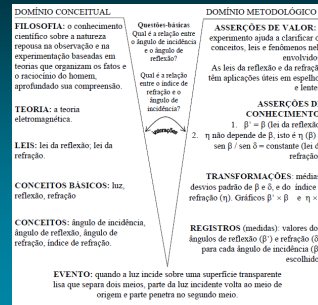 DOMÍNIO CONCEITUAL
FILOSOFIA: o conhecimento
científico sobre a natureza
repousa na observação e na
experimentação baseadas em
teorias que organizam os fatos e
o raciocínio do homem,
aprofundado sua compreensão.
TEORIA: a teoria
eletromagnética.
LEIS: lei da reflexão; lei da
refração.
CONCEITOS BÁSICOS: luz,
reflexão, refração
CONCEITOS: ângulo de incidência,
ângulo de reflexão, ângulo de
refração, índice de refração.
Questões-básicas
Qual é a relação entre
o ângulo de incidência
e o ângulo de
reflexão?
Qual é a relação
entre o índice de
refração e o
ângulo de
incidência?
interações
DOMÍNIO METODOLÓGICO
ASSERÇÕES DE VALOR:
experimento ajuda a clarificar
conceitos, leis e fenômenos nel
envolvido
As leis da reflexão e da refraçã
têm aplicações úteis em espelho
e lente
ASSERÇÕES D
CONHECIMENTO
1. β' = β (lei da reflexão
2. η não depende de β, isto é η (β)
sen β / sen δ = constante (lei d
refraçã
TRANSFORMAÇÕES: média
desvios padrão de β e δ, e do índice
refração (η). Gráficos β' × β e η ×
REGISTROS (medidas): valores do
ângulos de reflexão (β') e refração (δ
para cada ângulo de incidência (β
escolhido
EVENTO: quando a luz incide sobre uma superfície transparente
lisa que separa dois meios, parte da luz incidente volta ao meio de
origem e parte penetra no segundo meio.